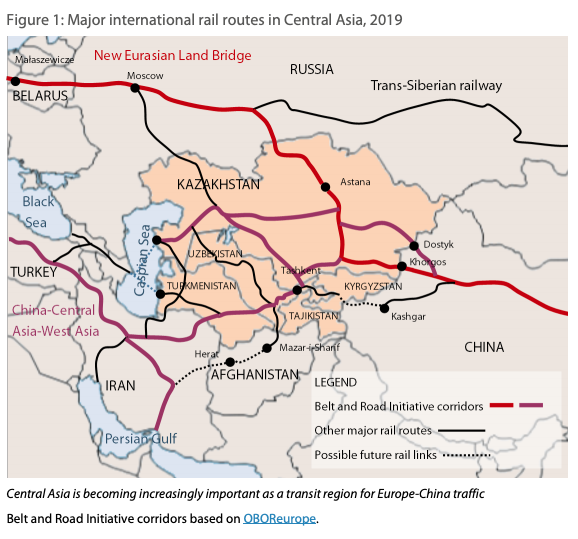 Figure 1: Major international rail routes in Central Asia, 2019
New Eurasian Land Bridge
Małaszewicze
Moscow
RUSSIA
Trans-Siberian railway
BELARUS
KAZAKHSTAN
Astana
Black
Sea
Caspian Sea
Dostyk
UZBEKISTAN
Khorgos
TURKEY
Tashkent
TURKMENISTAN
KYRGYZSTAN
China-Central
Asia-West Asia
TAJIKISTAN
Kashgar
Mazar-i-Sharif
CHINA
Herat
AFGHANISTAN
IRAN
Persian Gulf
LEGEND
Belt and Road Initiative corridors
Other major rail routes
Possible future rail links
Central Asia is becoming increasingly important as a transit region for Europe-China traffic
Belt and Road Initiative corridors based on OBOReurope.